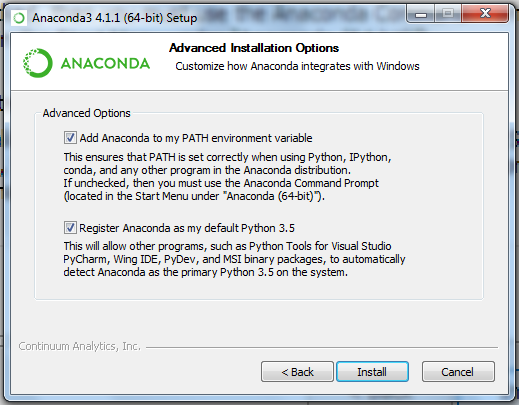 Anaconda3 4.1.1 (64-bit) Setup
Advanced Installation Options
Customize how Anaconda integrates with Windows
ANACONDA
Advanced Options
Add Anaconda to my PATH environment variable
This ensures that PATH is set correctly when using Python, IPython,
conda, and any other program in the Anaconda distribution.
If unchecked, then you must use the Anaconda Command Prompt
(located in the Start Menu under "Anaconda (64-bit)").
Register Anaconda as my default Python 3.5
This will allow other programs, such as Python Tools for Visual Studio
PyCharm, Wing IDE, PyDev, and MSI binary packages, to automatically
detect Anaconda as the primary Python 3.5 on the system.
Continuum Analytics, Inc.
< Back
Install
Cancel